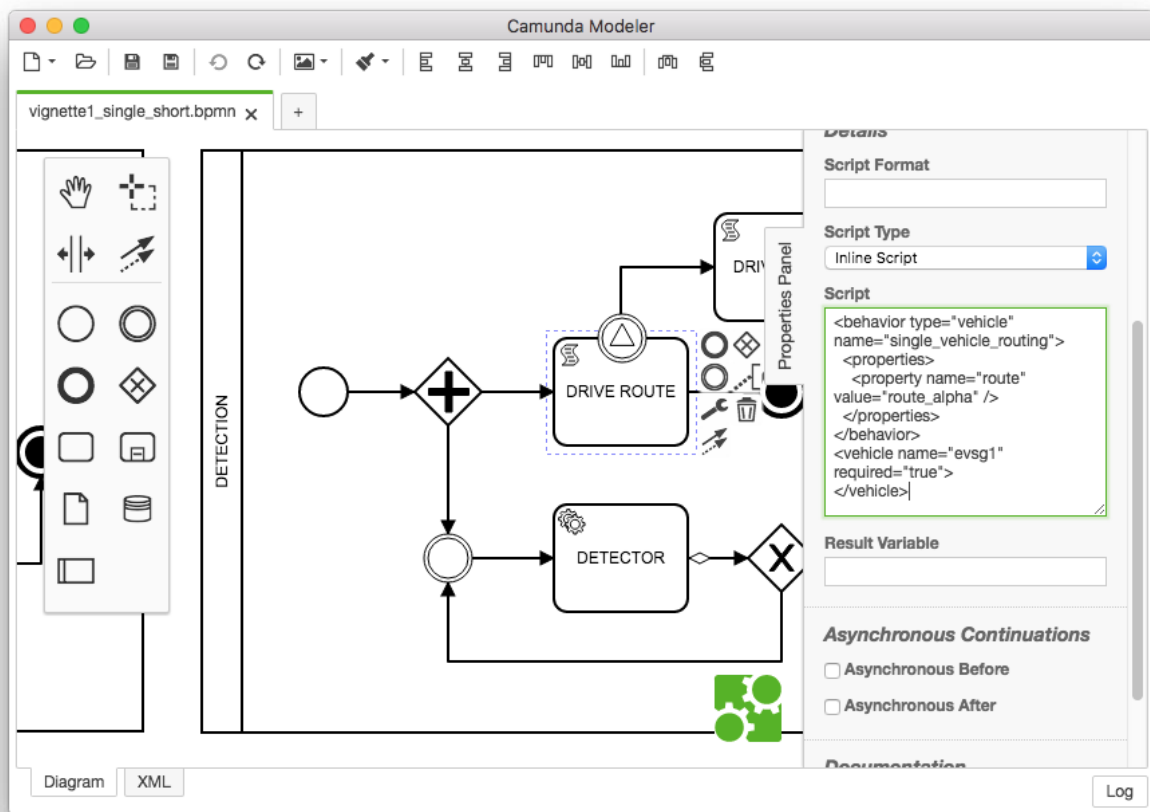 Camunda Modeler
vignette1_single_short.bpmn
DETECTION
DRIVE ROUTE
DETECTOR
Properties Panel
Details
Script Format
Script Type
Inline Script
Script
<behavior type="vehicle"
name="single_vehicle_routing">
<properties>
<property name="route"
value="route_alpha" />
</properties>
</behavior>
<vehicle name="evsg1"
required="true">
</vehicle>
Result Variable
Asynchronous Continuations
Asynchronous Before
Asynchronous After
Documentation
Diagram
XML
Log